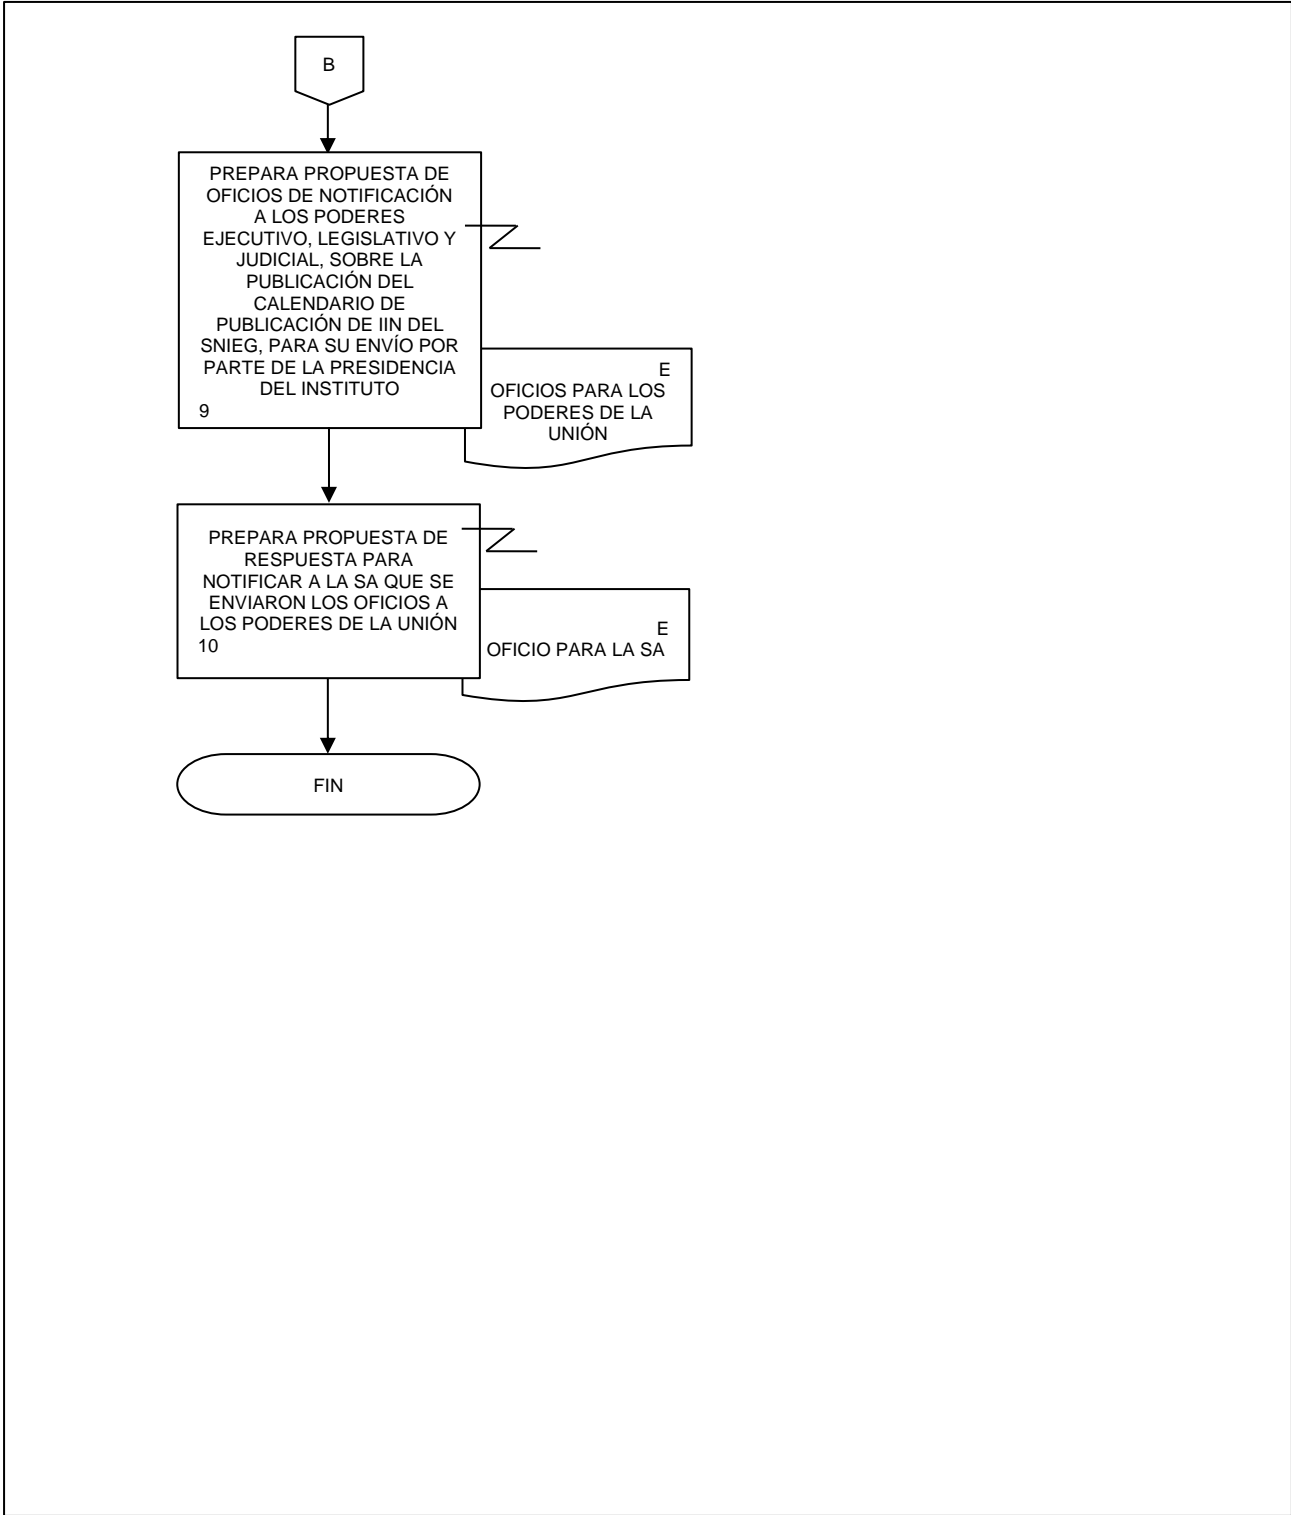 B
PREPARA PROPUESTA DE
OFICIOS DE NOTIFICACIÓN
A LOS PODERES
EJECUTIVO, LEGISLATIVO Y
JUDICIAL, SOBRE LA
PUBLICACIÓN DEL
CALENDARIO DE
PUBLICACIÓN DE IIN DEL
SNIEG, PARA SU ENVÍO POR
PARTE DE LA PRESIDENCIA
DEL INSTITUTO
9
E
OFICIOS PARA LOS
PODERES DE LA
UNIÓN
PREPARA PROPUESTA DE
RESPUESTA PARA
NOTIFICAR A LA SA QUE SE
ENVIARON LOS OFICIOS A
LOS PODERES DE LA UNIÓN
10
E
OFICIO PARA LA SA
FIN